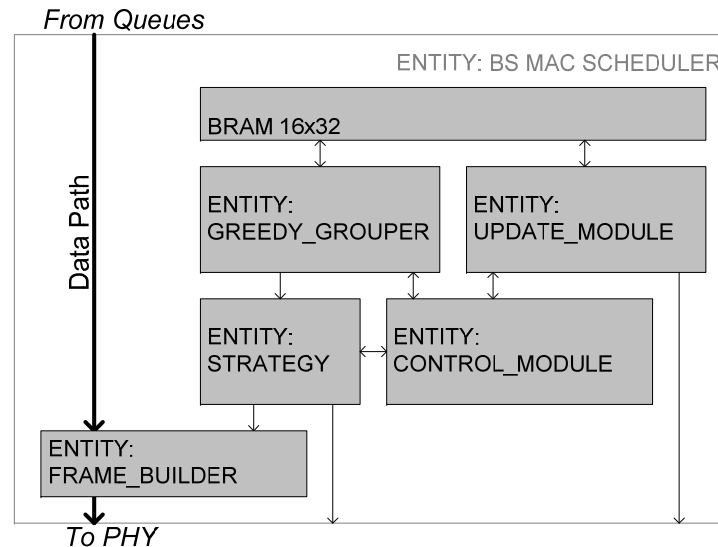 From Queues
ENTITY: BS MAC SCHEDULER
BRAM 16x32
Data Path
ENTITY:
GREEDY_GROUPER
ENTITY:
UPDATE_MODULE
ENTITY:
STRATEGY
ENTITY:
CONTROL_MODULE
ENTITY:
FRAME_BUILDER
To PHY